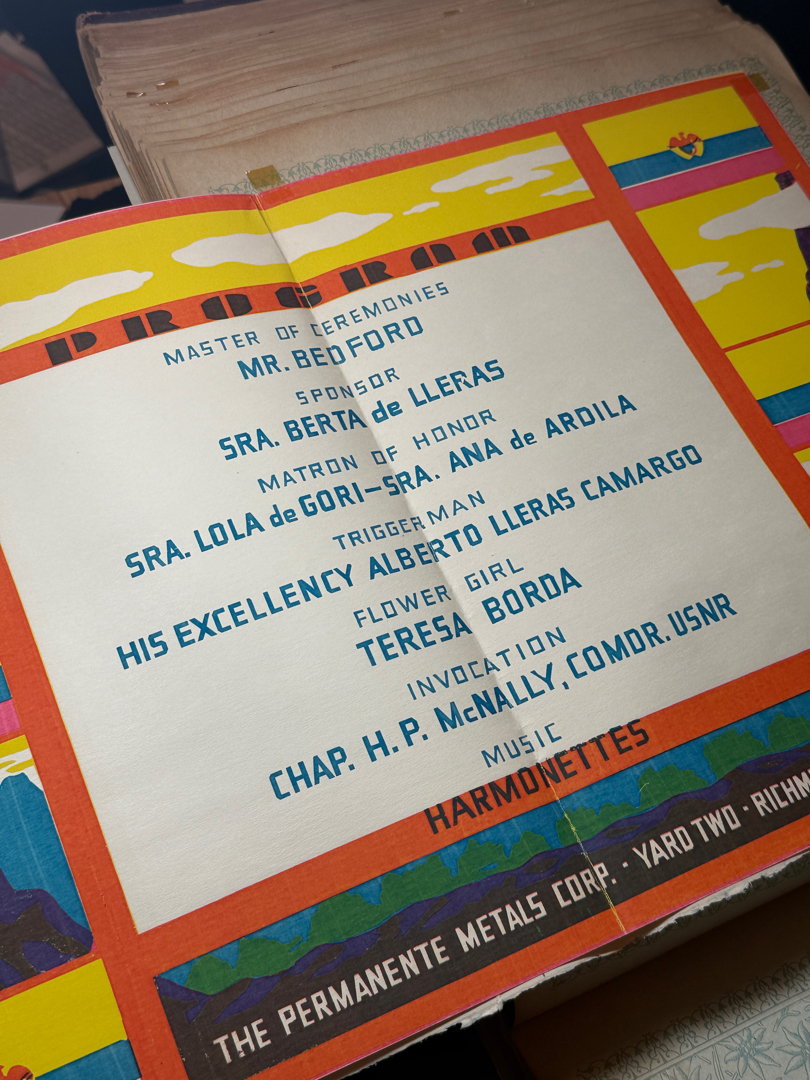 PROGRAM
MASTER OF CEREMONIES
MR. BEDFORD
SPONSOR
SRA. BERTA de LLERAS
MATRON OF HONOR
SRA. LOLA de GORI—SRA. ANA de ARDILA
TRIGGERMAN
HIS EXCELLENCY ALBERTO LLERAS CAMARGO
FLOWER GIRL
TERESA BORDA
INVOCATION
CHAP. H. P. McNALLY, COMDR. USNR
MUSIC
HARMONETTES
THE PERMANENTE METALS CORP. · YARD TWO · RICHM